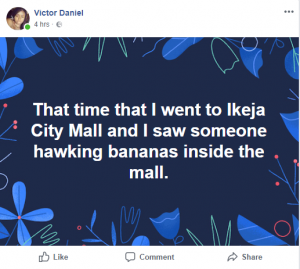 Victor Daniel
4 hrs ·
That time that I went to Ikeja
City Mall and I saw someone
hawking bananas inside the
mall.
Like Comment Share